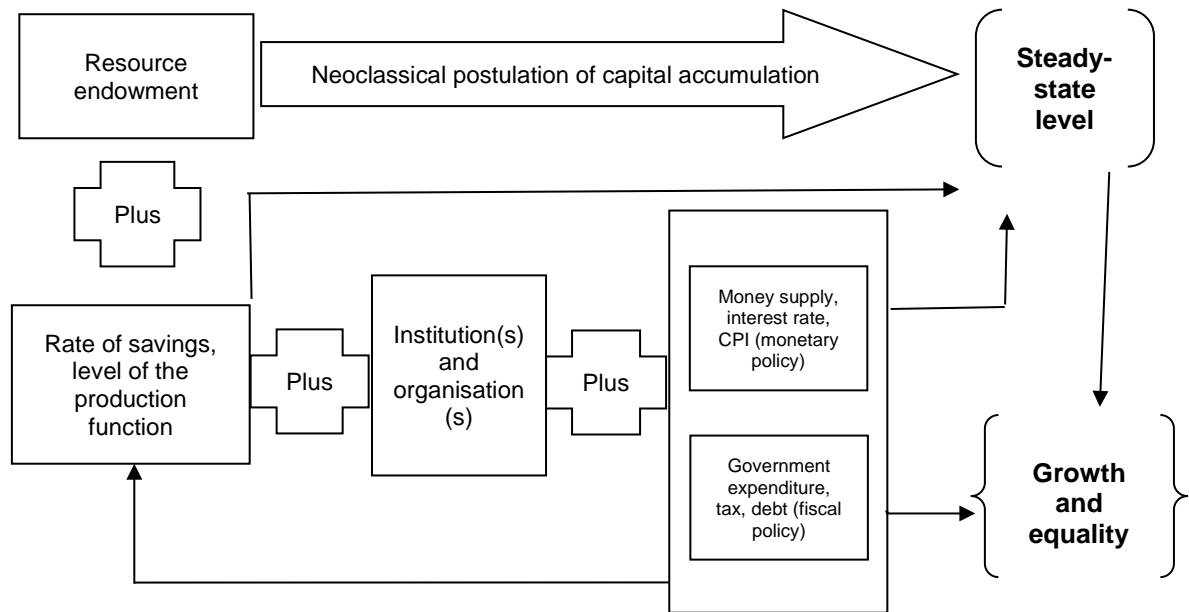 Resource
endowment
Neoclassical postulation of capital accumulation
Steady-
state
level
Plus
Rate of savings,
level of the
production
function
Plus
Institution(s)
and
organisation
(s)
Plus
Money supply,
interest rate,
CPI (monetary
policy)
Government
expenditure,
tax, debt (fiscal
policy)
Growth
and
equality